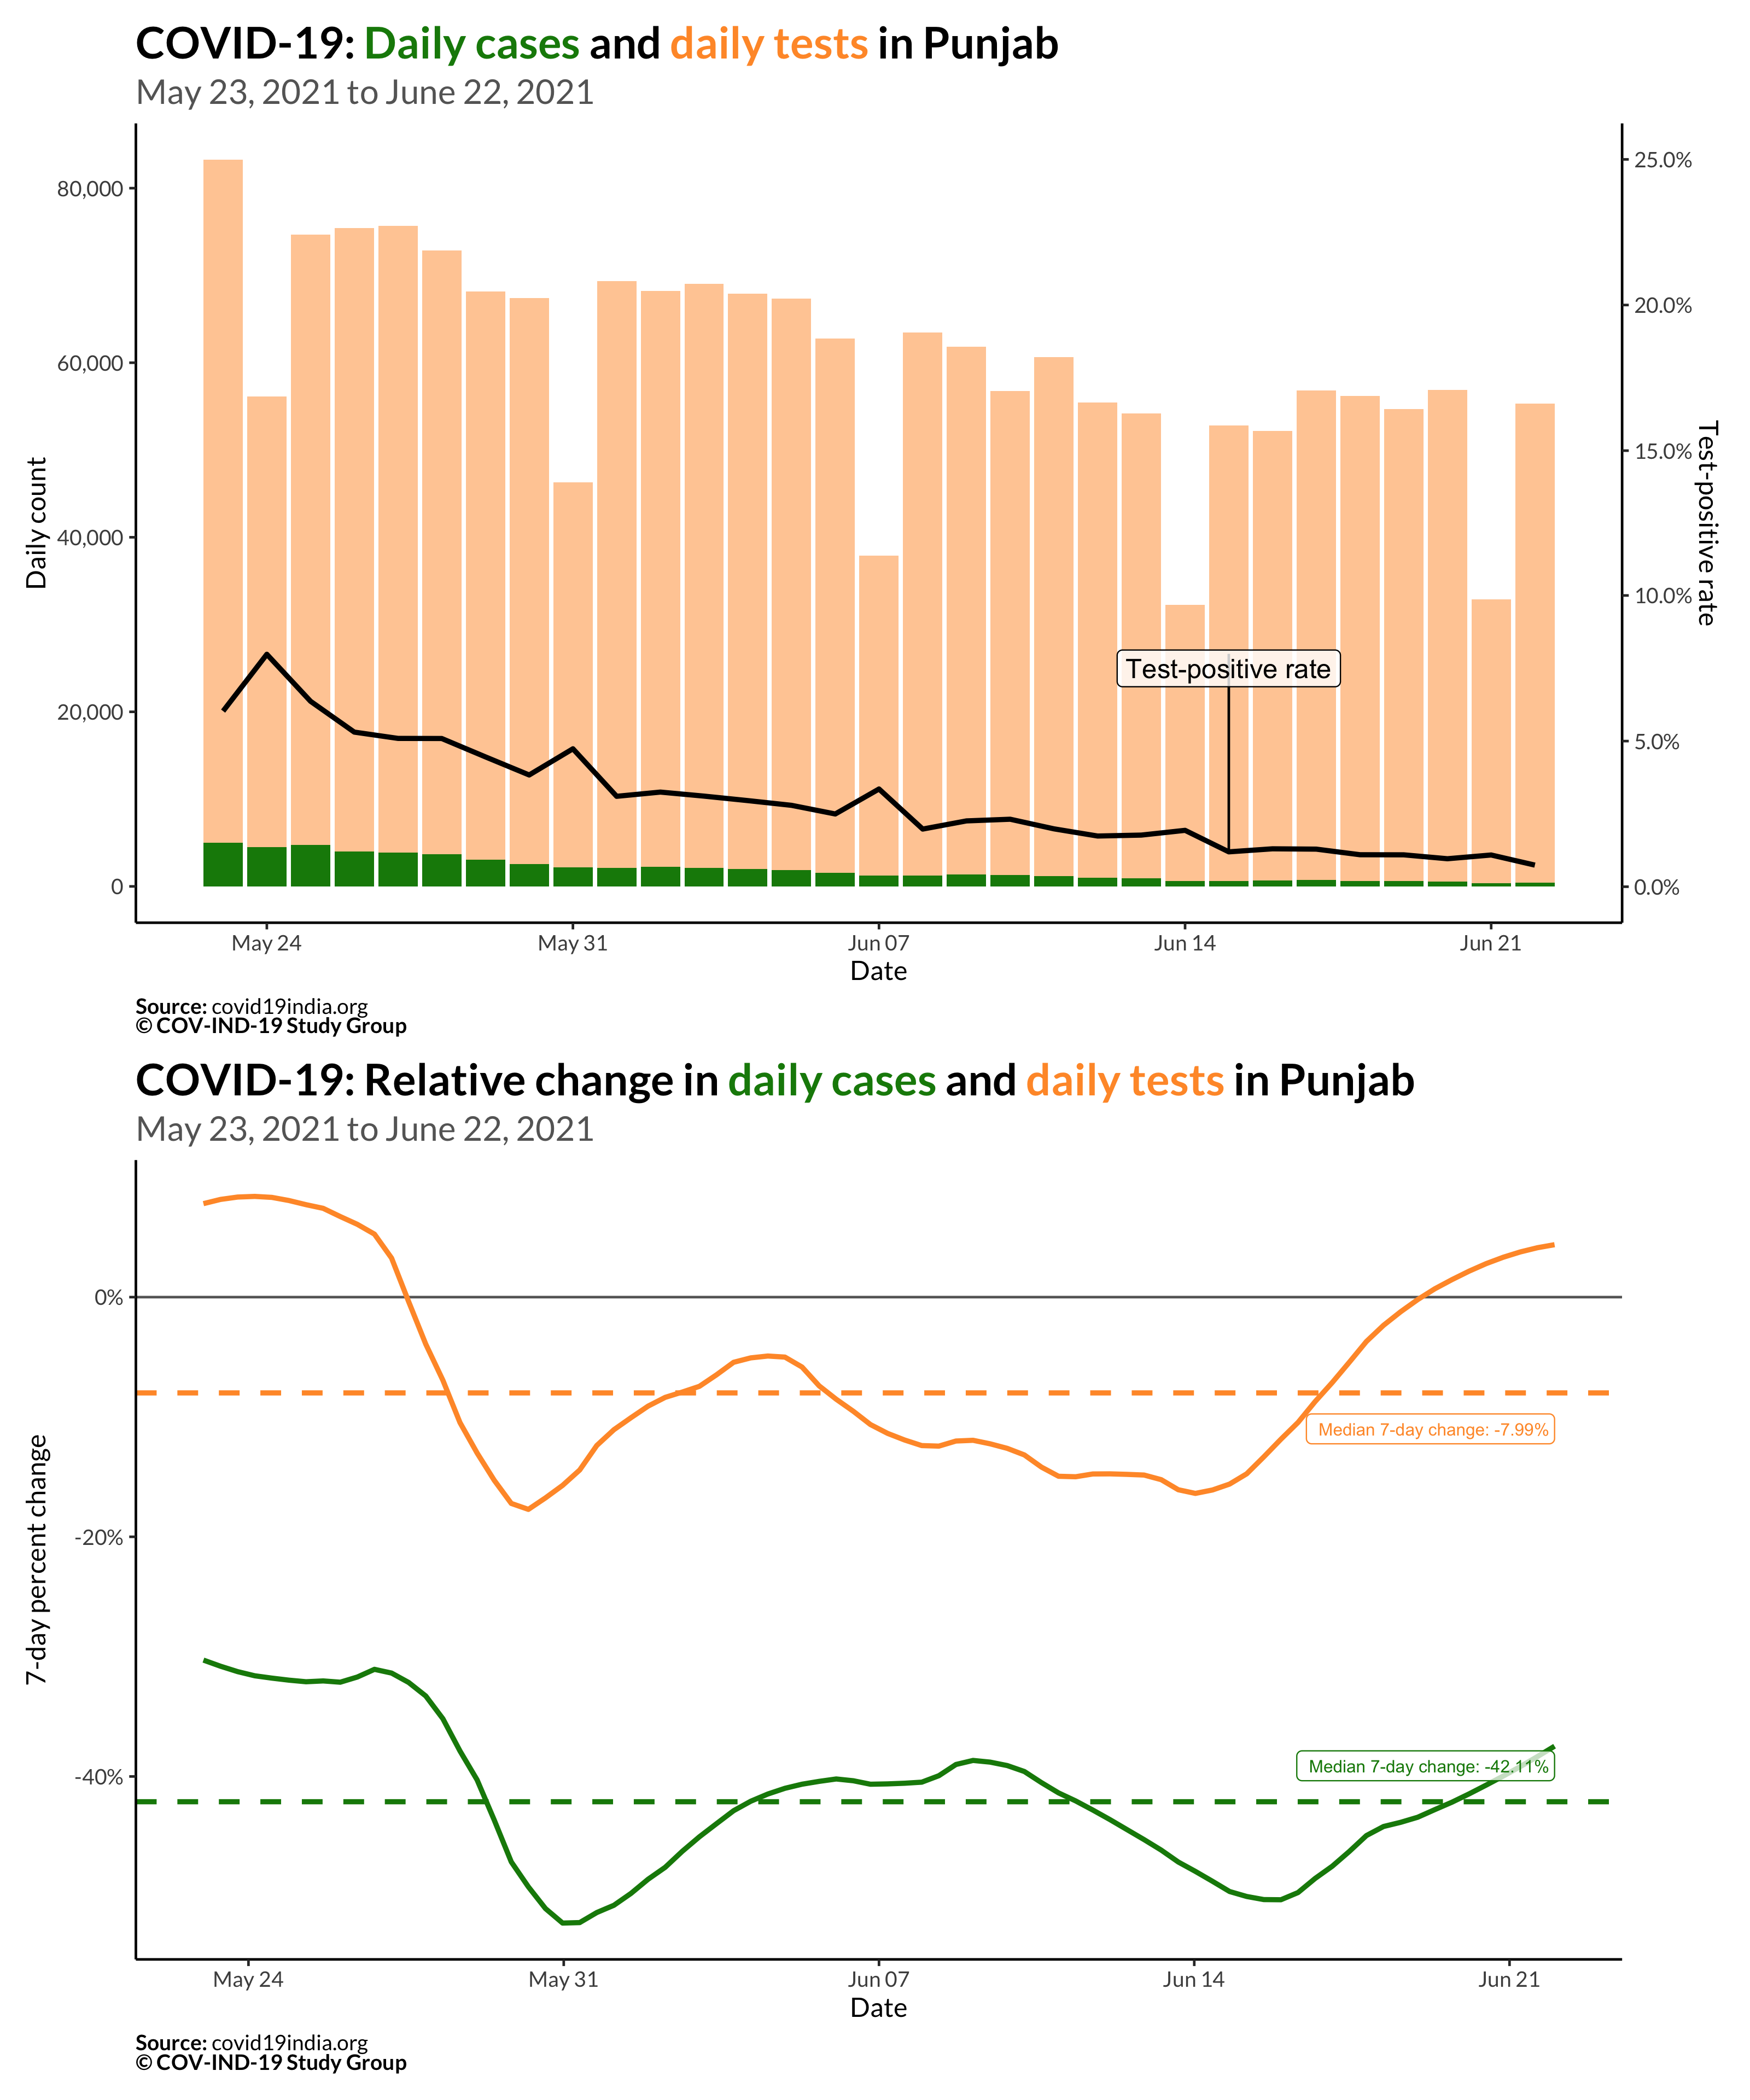 COVID-19: Daily cases and daily tests in Punjab
May 23, 2021 to June 22, 2021
Daily count
80,000
60,000
40,000
20,000
0
25.0%
20.0%
15.0%
10.0%
5.0%
0.0%
Test-positive rate
Test-positive rate
May 24
May 31
Jun 07
Jun 14
Jun 21
Date
Source: covid19india.org
© COV-IND-19 Study Group
COVID-19: Relative change in daily cases and daily tests in Punjab
May 23, 2021 to June 22, 2021
7-day percent change
0%
-20%
-40%
Median 7-day change: -7.99%
Median 7-day change: -42.11%
May 24
May 31
Jun 07
Jun 14
Jun 21
Date
Source: covid19india.org
© COV-IND-19 Study Group